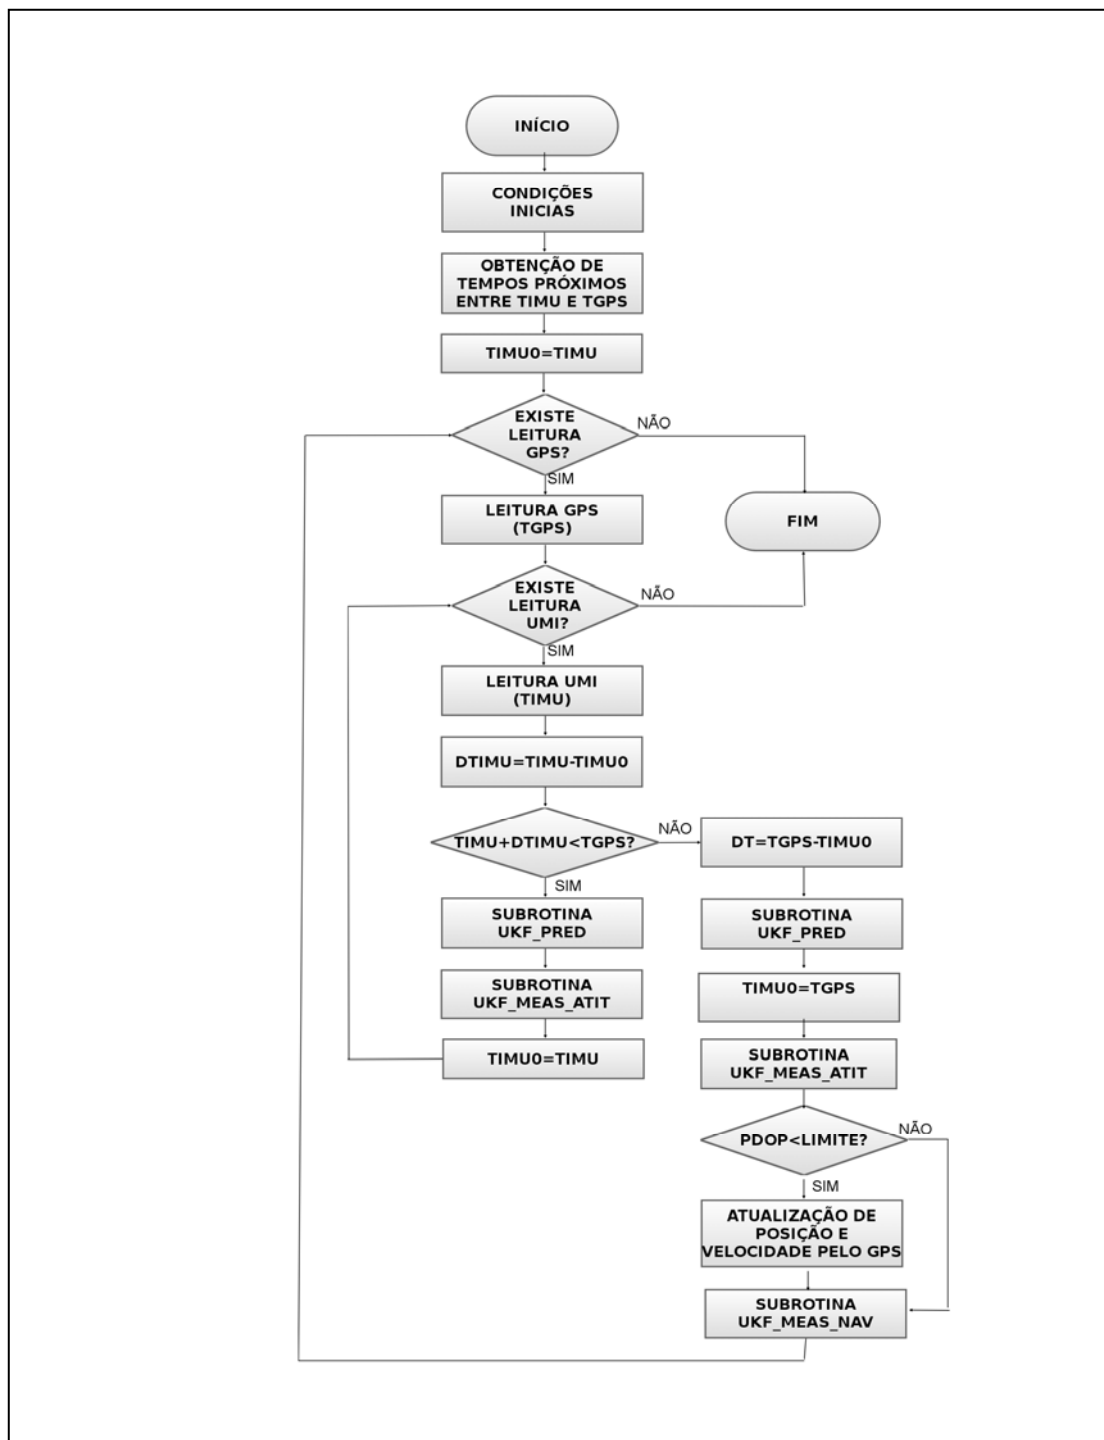 INÍCIO
CONDIÇÕES
INICIAS
OBTENÇÃO DE
TEMPOS PRÓXIMOS
ENTRE TIMU E TGPS
TIMU0=TIMU
EXISTE
LEITURA
GPS?
NÃO
SIM
LEITURA GPS
(TGPS)
FIM
EXISTE
LEITURA
UMI?
NÃO
SIM
LEITURA UMI
(TIMU)
DTIMU=TIMU-TIMU0
TIMU+DTIMU<TGPS?
NÃO
SIM
SUBROTINA
UKF_PRED
SUBROTINA
UKF_MEAS_ATIT
TIMU0=TIMU
DT=TGPS-TIMU0
SUBROTINA
UKF_PRED
TIMU0=TGPS
SUBROTINA
UKF_MEAS_ATIT
PDOP<LIMITE?
NÃO
SIM
ATUALIZAÇÃO DE
POSIÇÃO E
VELOCIDADE PELO GPS
SUBROTINA
UKF_MEAS_NAV